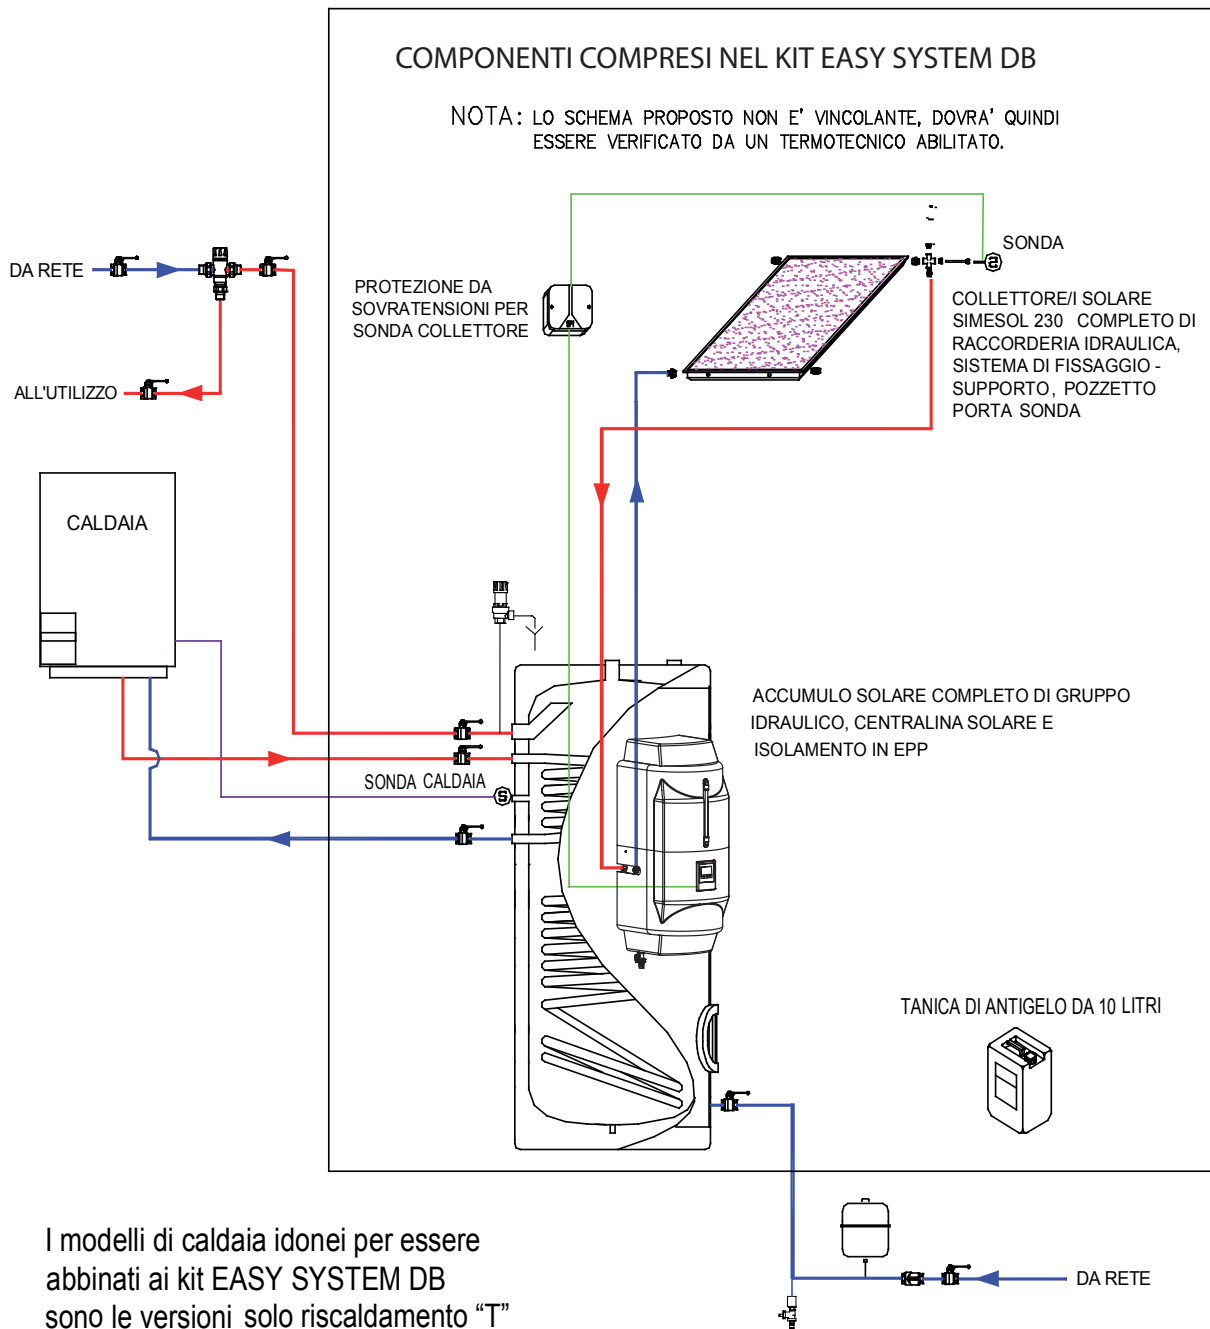 COMPONENTI COMPRESI NEL KIT EASY SYSTEM DB
NOTA: LO SCHEMA PROPOSTO NON E' VINCOLANTE, DOVRA' QUINDI
ESSERE VERIFICATO DA UN TERMOTECNICO ABILITATO.
DA RETE
SONDA
PROTEZIONE DA
SOVRATENSIONI PER
SONDA COLLETTORE
COLLETTORE/I SOLARE
SIMESOL 230 COMPLETO DI
RACCORDERIA IDRAULICA,
SISTEMA DI FISSAGGIO -
SUPPORTO, POZZETTO
PORTA SONDA
ALL'UTILIZZO
CALDAIA
ACCUMULO SOLARE COMPLETO DI GRUPPO
IDRAULICO, CENTRALINA SOLARE E
ISOLAMENTO IN EPP
SONDA CALDAIA
S
TANICA DI ANTIGELO DA 10 LITRI
I modelli di caldaia idonei per essere
abbinati ai kit EASY SYSTEM DB
sono le versioni solo riscaldamento “T”
DA RETE